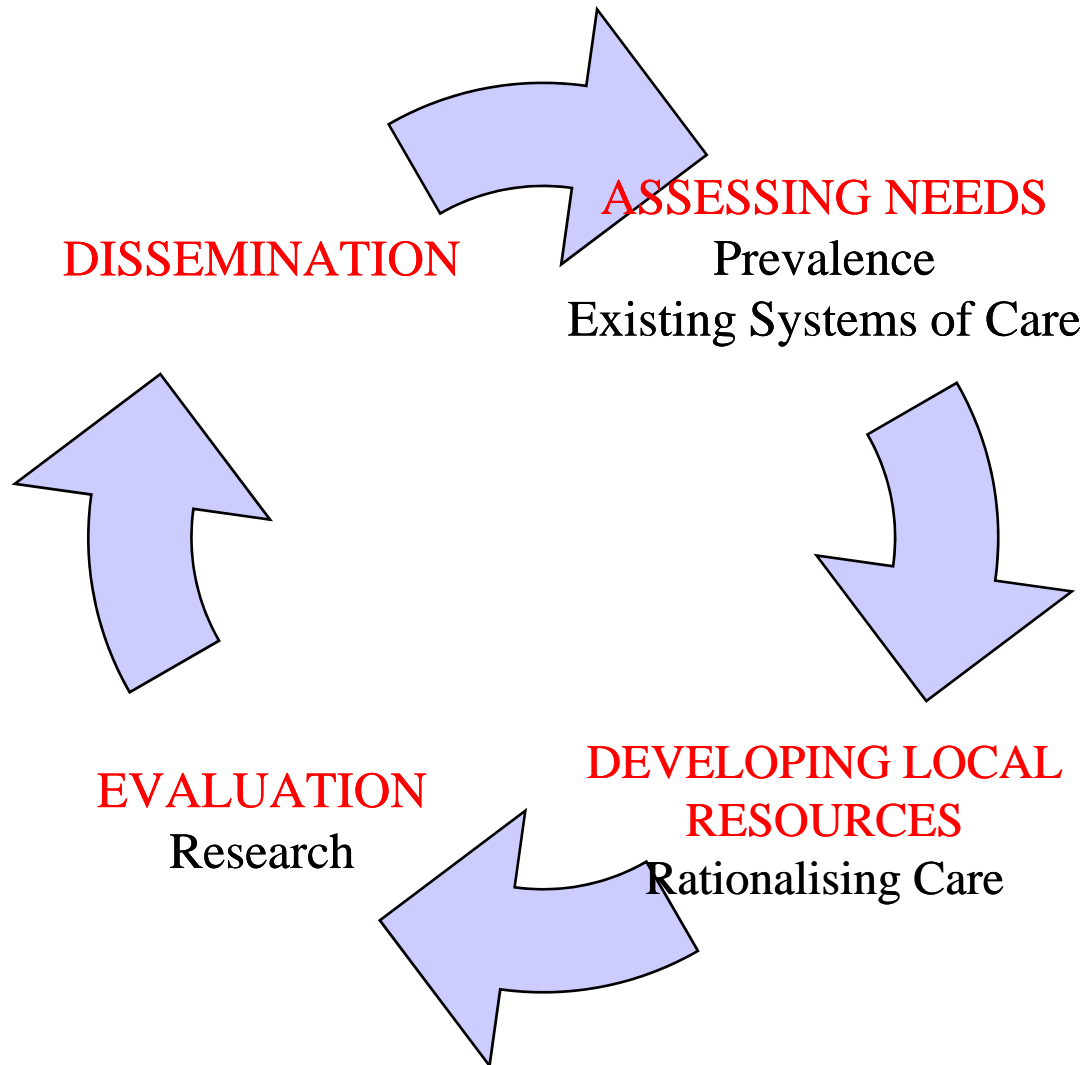 ASSESSING NEEDS
Prevalence
Existing Systems of Care
DISSEMINATION
DEVELOPING LOCAL
RESOURCES
Rationalising Care
EVALUATION
Research